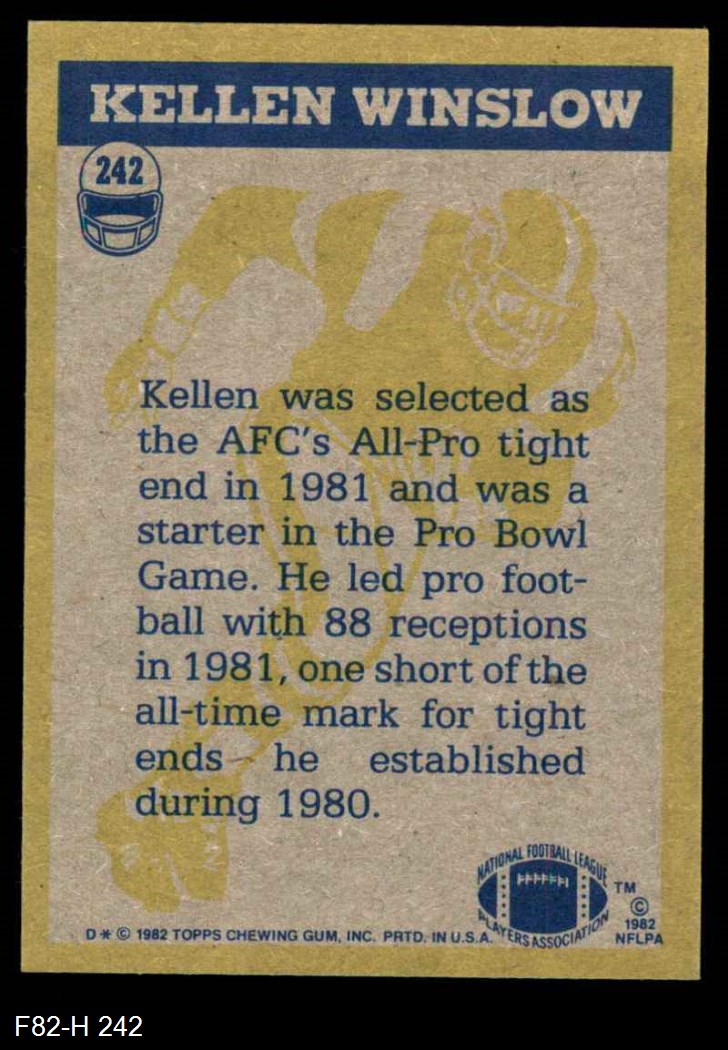 KELLEN WINSLOW
242
Kellen was selected as
the AFC's All-Pro tight
end in 1981 and was a
starter in the Pro Bowl
Game. He led pro foot-
ball with 88 receptions
in 1981, one short of the
all-time mark for tight
ends he established
during 1980.
NATIONAL FOOTBALL LEAGUE
PLAYERS ASSOCIATION
TM
©
1982
NFLPA
D * © 1982 TOPPS CHEWING GUM, INC. PRTD. IN U.S.A.
F82-H 242